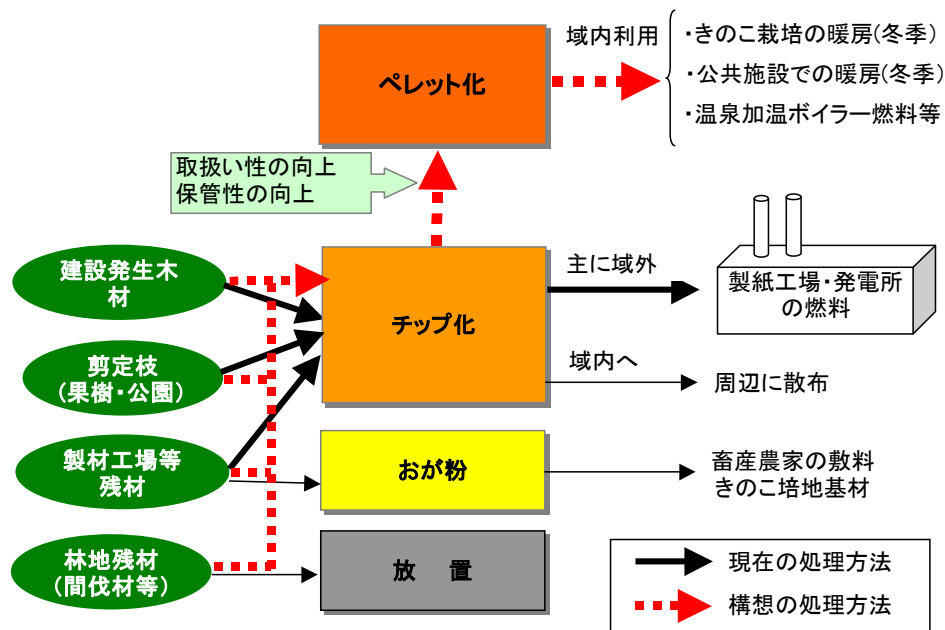 ペレット化
域内利用
・きのこ栽培の暖房(冬季)
・公共施設での暖房(冬季)
・温泉加温ボイラー燃料等
取扱い性の向上
保管性の向上
建設発生木
材
剪定枝
(果樹・公園)
製材工場等
残材
林地残材
(間伐材等)
チップ化
主に域外
製紙工場・発電所
の燃料
域内へ
周辺に散布
おが粉
畜産農家の敷料
きのこ培地基材
放　置
現在の処理方法
構想の処理方法